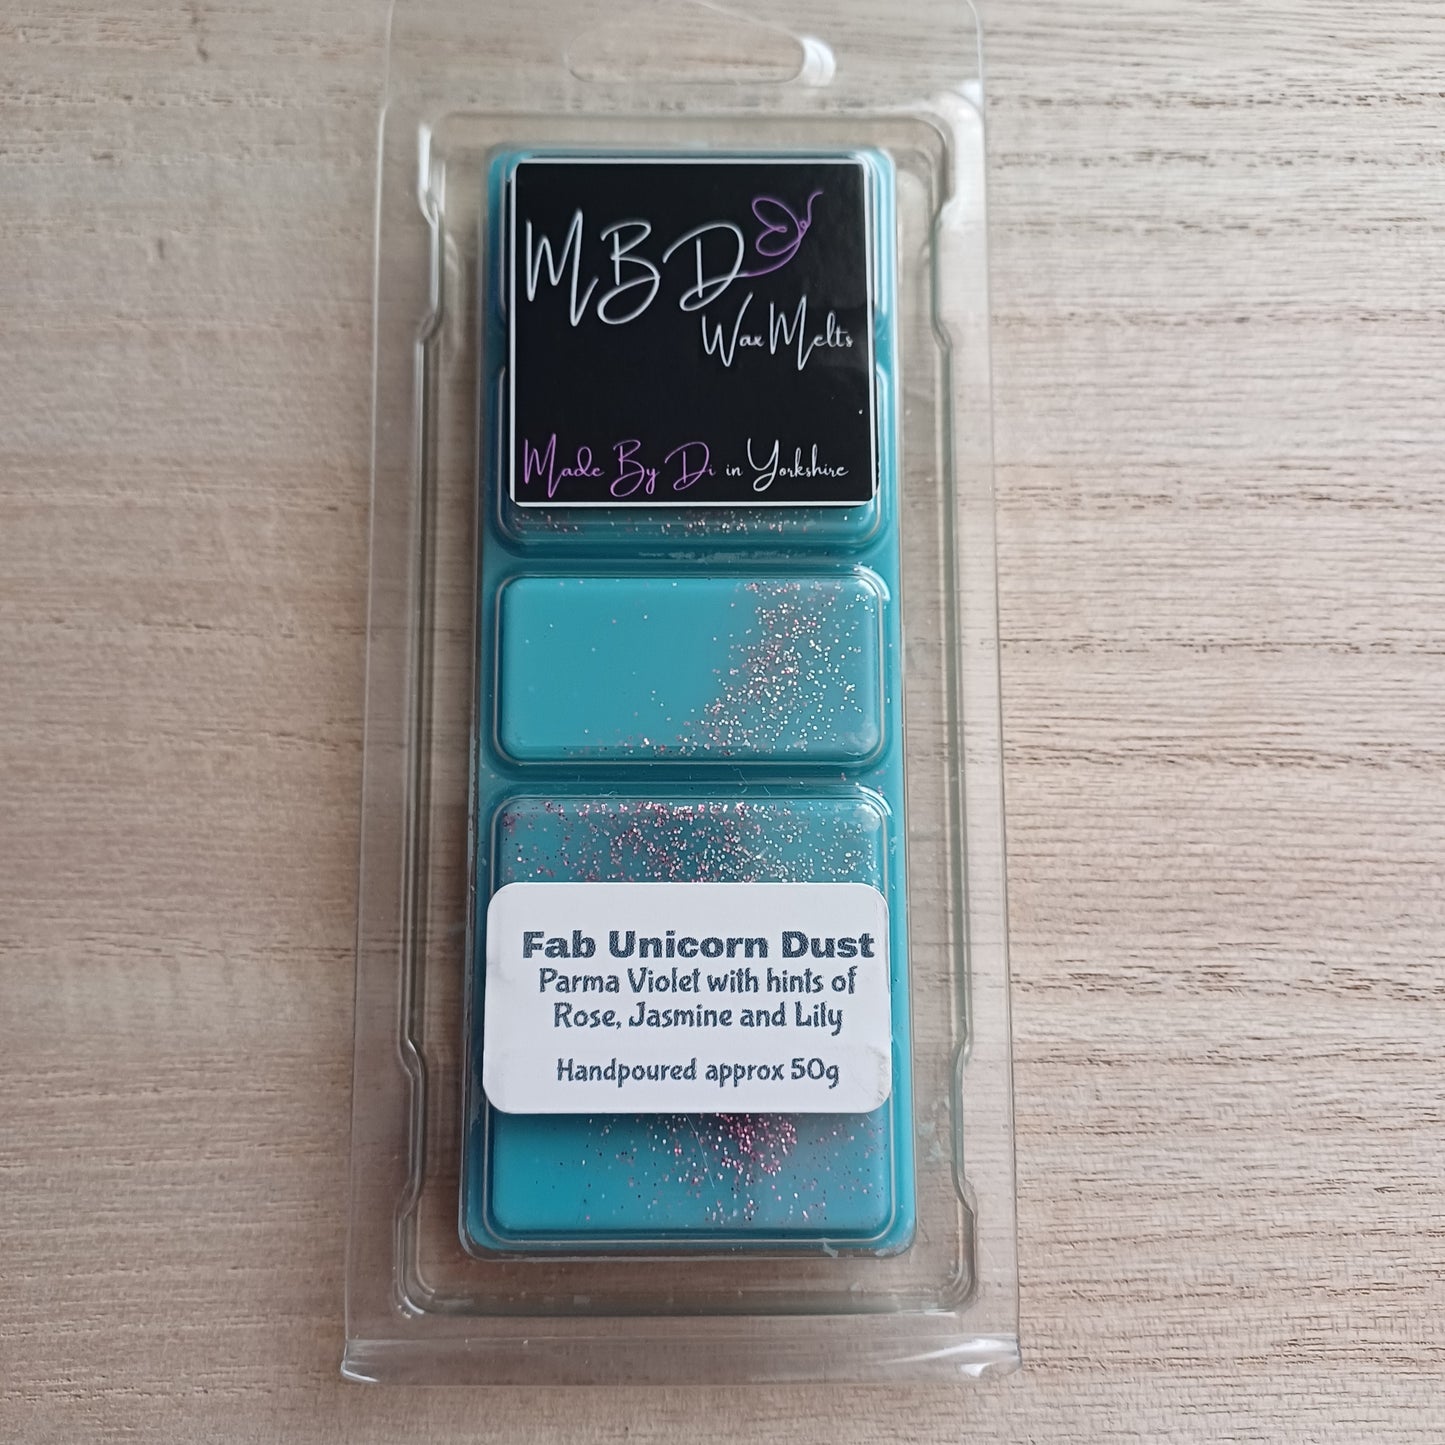 MBD
Wax Melts
Made By Di in Yorkshire
Fab Unicorn Dust
Parma Violet with hints of
Rose, Jasmine and Lily
Handpoured approx 50g